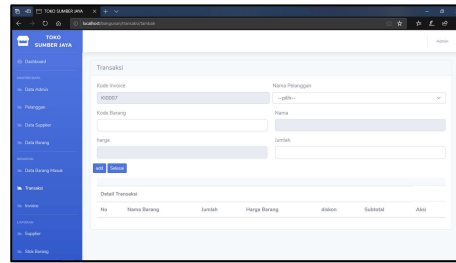 TOKO SUMBER JAYA
localhost/bangunan/transaksi/tambah
TOKO
SUMBER JAYA
Dashboard
Data Admin
Pelanggan
Data Supplier
Data Barang
Data Barang Masuk
Transaksi
Invoice
LAPORAN
Supplier
Stok Barang
Transaksi
Kode Invoice
Nama Pelanggan
--pilih--
Kode Barang
Nama
harga
Jumlah
add
Selesai
Detail Transaksi
No Nama Barang Jumlah Harga Barang diskon Subtotal Aksi